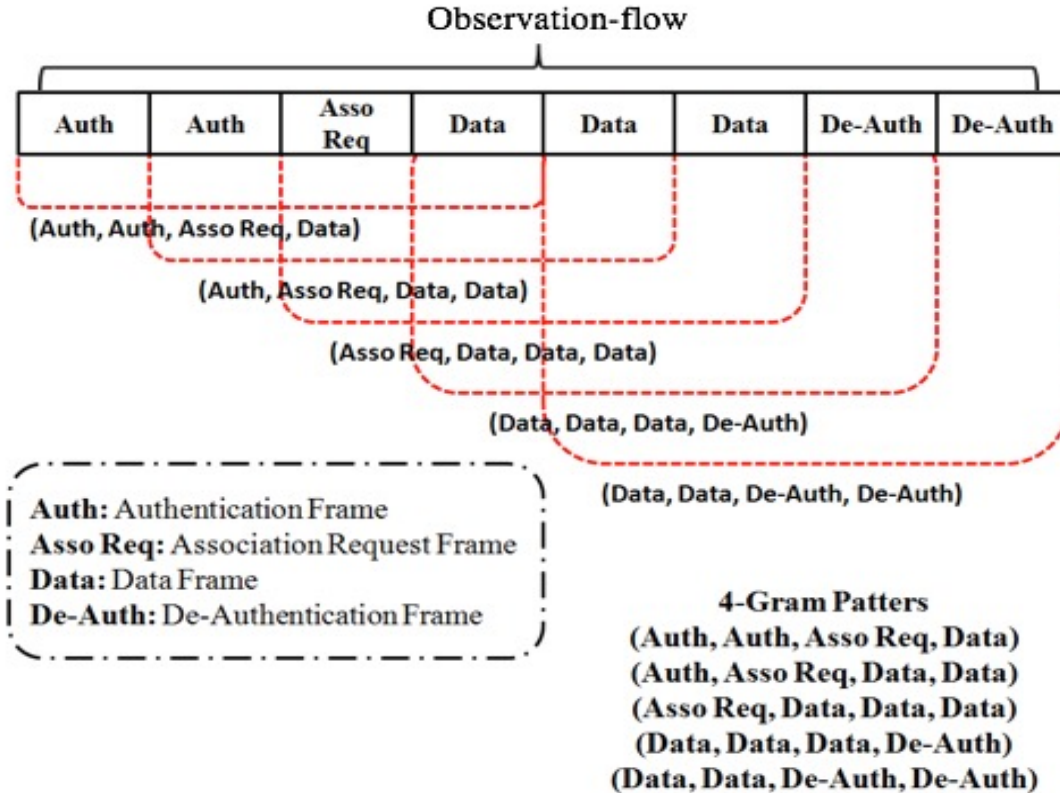 Observation-flow
Auth Auth Asso Req Data Data Data De-Auth De-Auth
(Auth, Auth, Asso Req, Data)
(Auth, Asso Req, Data, Data)
(Asso Req, Data, Data, Data)
(Data, Data, Data, De-Auth)
(Data, Data, De-Auth, De-Auth)
Auth: Authentication Frame
Asso Req: Association Request Frame
Data: Data Frame
De-Auth: De-Authentication Frame
4-Gram Patters
(Auth, Auth, Asso Req, Data)
(Auth, Asso Req, Data, Data)
(Asso Req, Data, Data, Data)
(Data, Data, Data, De-Auth)
(Data, Data, De-Auth, De-Auth)